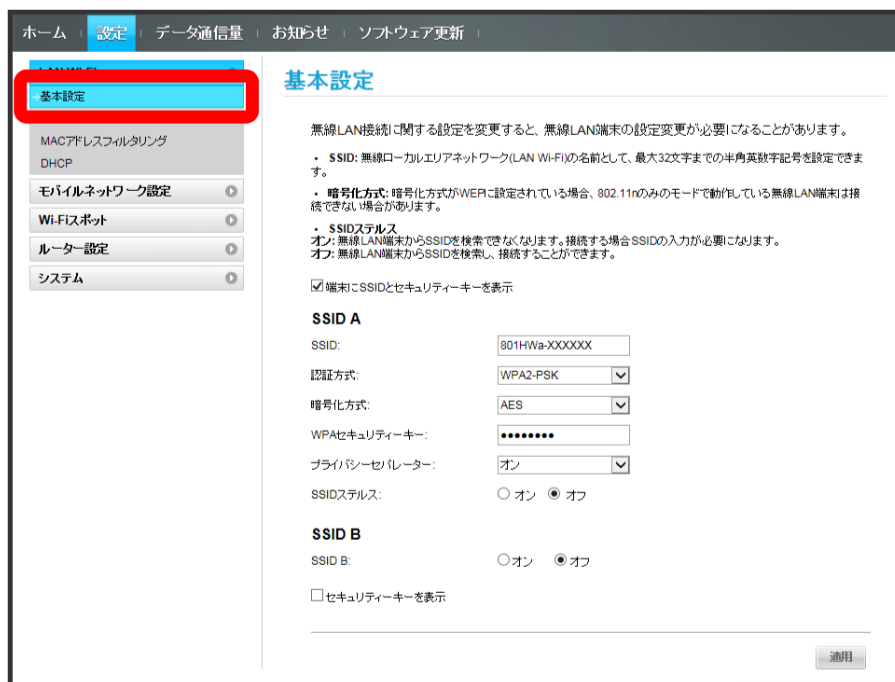 ホーム 設定 データ通信量 お知らせ ソフトウェア更新
基本設定
MACアドレスフィルタリング
DHCP
モバイルネットワーク設定
Wi-Fiスポット
ルーター設定
システム
基本設定
無線LAN接続に関する設定を変更すると、無線LAN端末の設定変更が必要になることがあります。
・ SSID: 無線ローカルエリアネットワーク(LAN Wi-Fi)の名前として、最大32文字までの半角英数字記号を設定できま
す。
・ 暗号化方式: 暗号化方式がWEPに設定されている場合、802.11nのみのモードで動作している無線LAN端末は接
続できない場合があります。
・ SSIDステルス
オン: 無線LAN端末からSSIDを検索できなくなります。接続する場合SSIDの入力が必要になります。
オフ: 無線LAN端末からSSIDを検索し、接続することができます。
端末にSSIDとセキュリティーキーを表示
SSID A
SSID: 801HWa-XXXXXX
認証方式: WPA2-PSK
暗号化方式: AES
WPAセキュリティーキー: ••••••••
プライバシーセパレーター: オン
SSIDステルス: オン オフ
SSID B
SSID B: オン オフ
セキュリティーキーを表示
適用